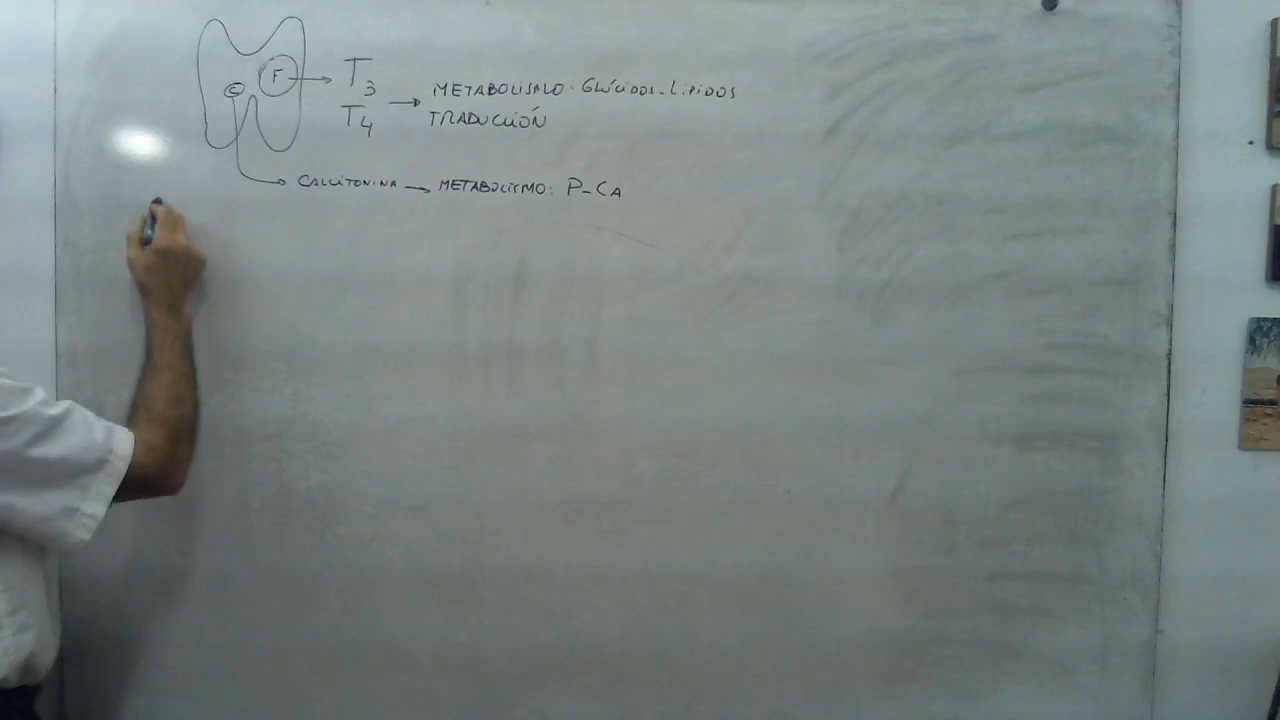 F
C
T3
T4
METABOLISMO: GLÚCIDOS-LÍPIDOS
TRADUCCIÓN
CALCITONINA → METABOLISMO: P-CA